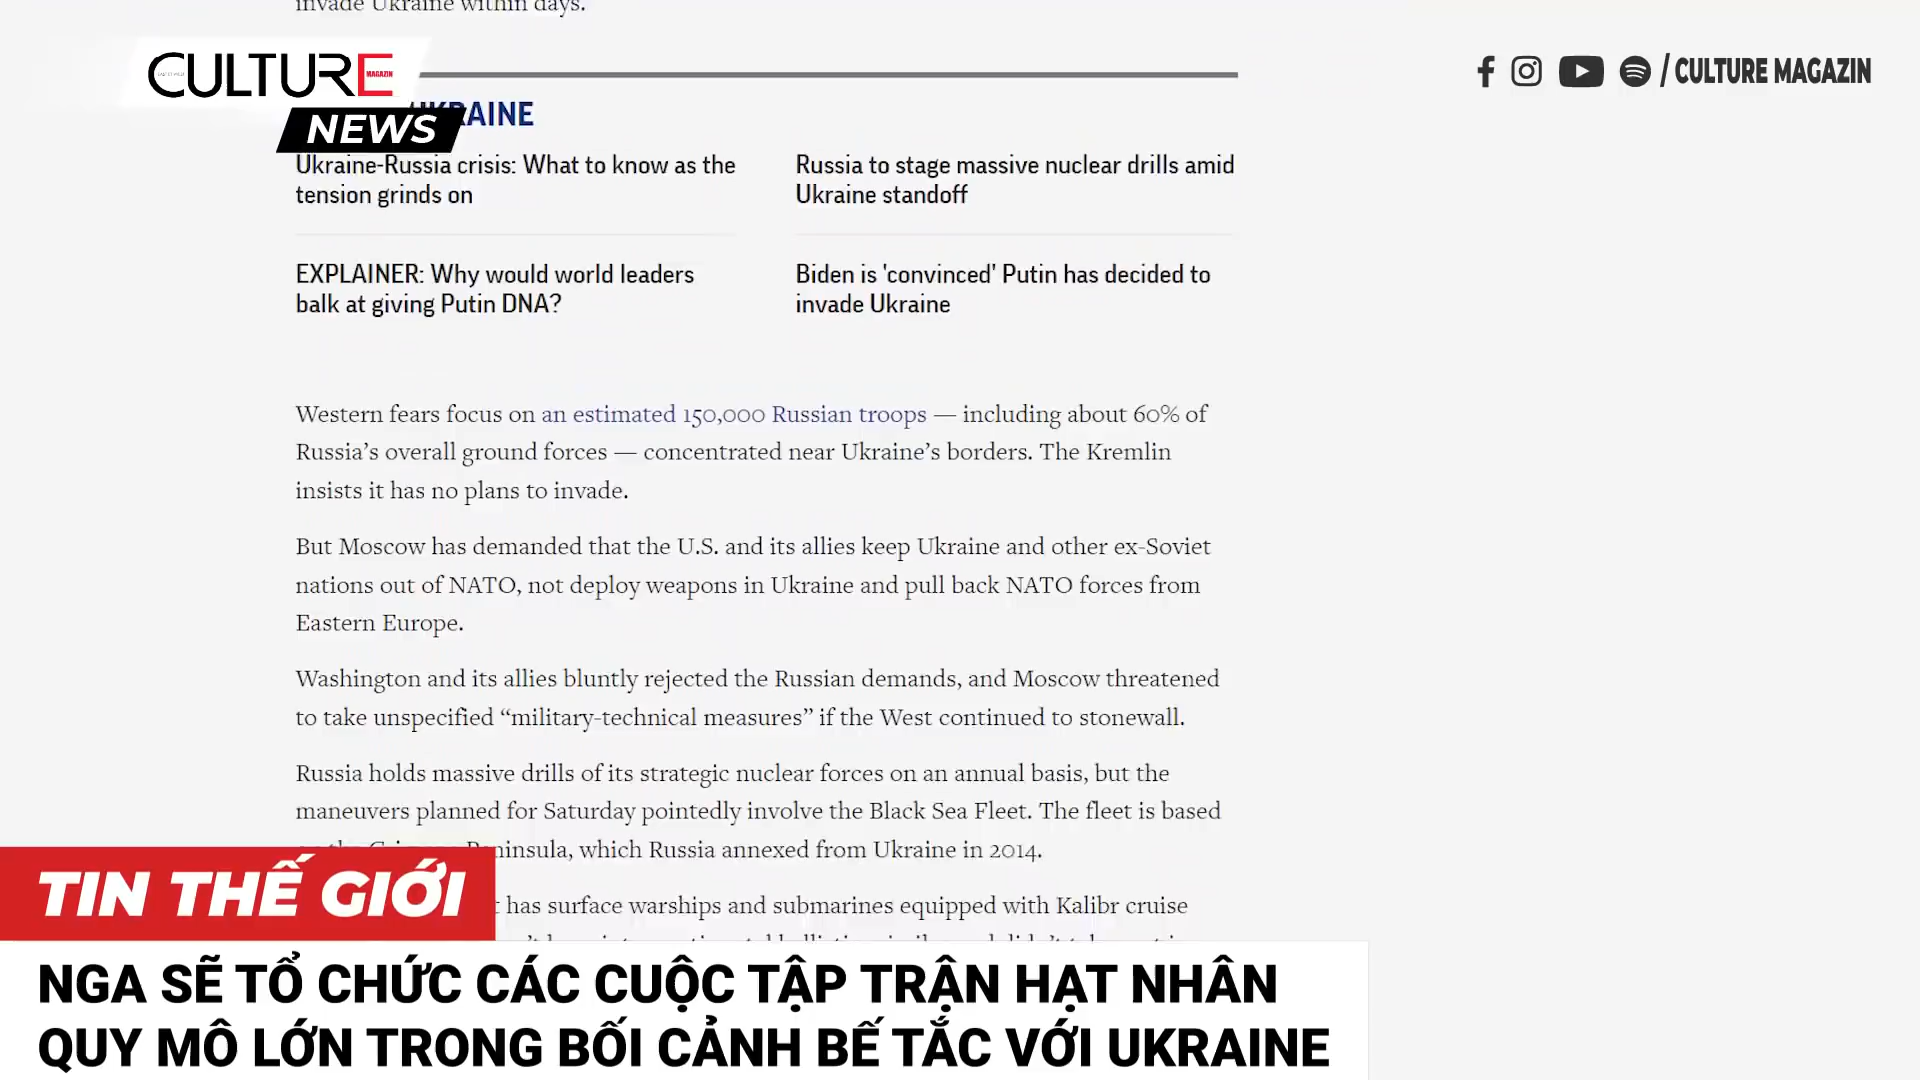 invade Ukraine within days.
CULTURE
MAGAZIN
NEWS
/ CULTURE MAGAZIN
UKRAINE
Ukraine-Russia crisis: What to know as the
tension grinds on
Russia to stage massive nuclear drills amid
Ukraine standoff
EXPLAINER: Why would world leaders
balk at giving Putin DNA?
Biden is 'convinced' Putin has decided to
invade Ukraine
Western fears focus on an estimated 150,000 Russian troops — including about 60% of
Russia’s overall ground forces — concentrated near Ukraine’s borders. The Kremlin
insists it has no plans to invade.
But Moscow has demanded that the U.S. and its allies keep Ukraine and other ex-Soviet
nations out of NATO, not deploy weapons in Ukraine and pull back NATO forces from
Eastern Europe.
Washington and its allies bluntly rejected the Russian demands, and Moscow threatened
to take unspecified “military-technical measures” if the West continued to stonewall.
Russia holds massive drills of its strategic nuclear forces on an annual basis, but the
maneuvers planned for Saturday pointedly involve the Black Sea Fleet. The fleet is based
on the Crimean Peninsula, which Russia annexed from Ukraine in 2014.
has surface warships and submarines equipped with Kalibr cruise
TIN THẾ GIỚI
NGA SẼ TỔ CHỨC CÁC CUỘC TẬP TRẬN HẠT NHÂN
QUY MÔ LỚN TRONG BỐI CẢNH BẾ TẮC VỚI UKRAINE